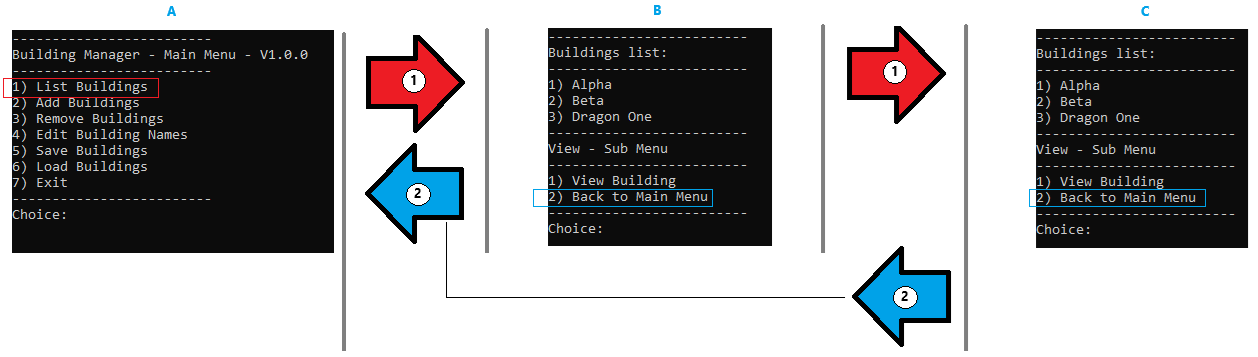 A
--------------------------
Building Manager - Main Menu - V1.0.0
--------------------------
1) List Buildings
2) Add Buildings
3) Remove Buildings
4) Edit Building Names
5) Save Buildings
6) Load Buildings
7) Exit
--------------------------
Choice:
1
2
B
--------------------------
Buildings list:
--------------------------
1) Alpha
2) Beta
3) Dragon One
--------------------------
View - Sub Menu
--------------------------
1) View Building
2) Back to Main Menu
--------------------------
Choice:
1
2
C
--------------------------
Buildings list:
--------------------------
1) Alpha
2) Beta
3) Dragon One
--------------------------
View - Sub Menu
--------------------------
1) View Building
2) Back to Main Menu
--------------------------
Choice: